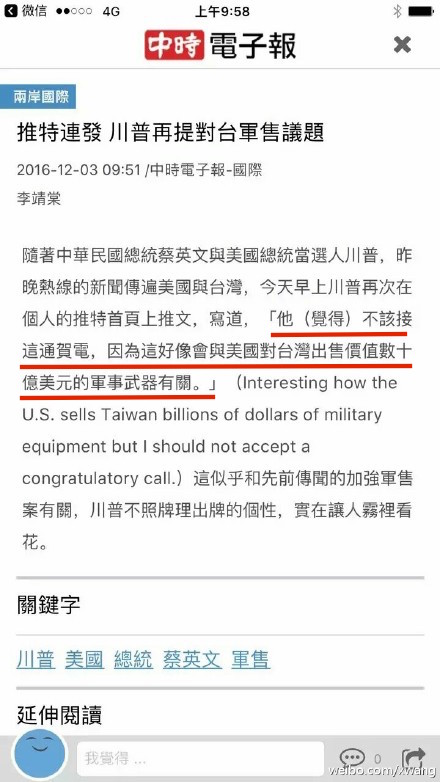 微信 4G 上午9:58
中時 電子報
兩岸國際
推特連發 川普再提對台軍售議題
2016-12-03 09:51 /中時電子報-國際
李靖棠
隨著中華民國總統蔡英文與美國總統當選人川普，昨
晚熱線的新聞傳遍美國與台灣，今天早上川普再次在
個人的推特首頁上推文，寫道，「他（覺得）不該接
這通賀電，因為這好像會與美國對台灣出售價值數十
億美元的軍事武器有關。」（Interesting how the
U.S. sells Taiwan billions of dollars of military
equipment but I should not accept a
congratulatory call.）這似乎和先前傳聞的加強軍售
案有關，川普不照牌理出牌的個性，實在讓人霧裡看
花。
關鍵字
川普 美國 總統 蔡英文 軍售
延伸閱讀
我覺得 ...
0
weibo.com/xwang